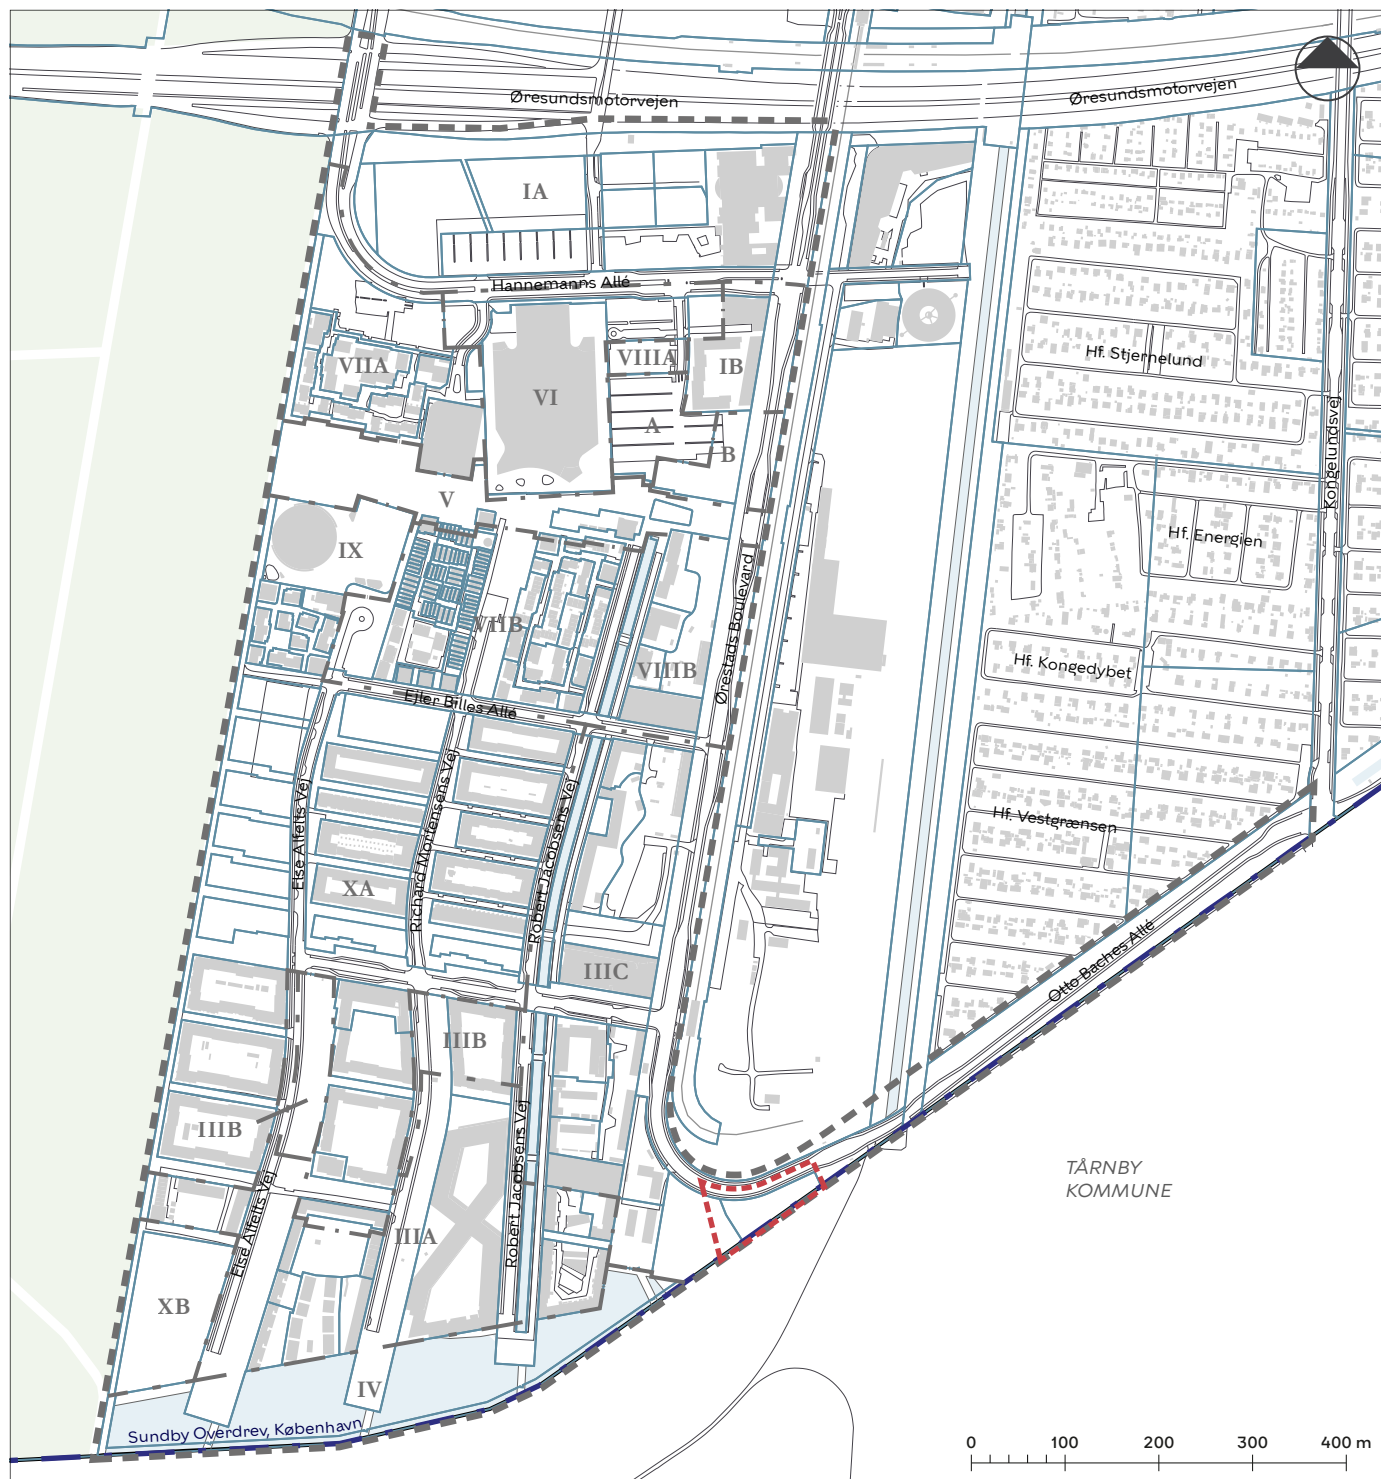 Øresundsmotorvejen
Øresundsmotorvejen
IA
Hannemanns Allé
VIIA
VI
VIIIA
IB
A
B
V
IX
VIIB
VIIIB
Ørestads Boulevard
Hf. Stjernelund
Kongelundsvej
Hf. Energien
Hf. Kongedybet
Hf. Vestgrænsen
Ejler Billes Allé
Else Alfelts Vej
Richard Mortensens Vej
Robert Jacobsens Vej
XA
IIIC
IIIB
IIIB
Otto Baches Allé
Robert Jacobsens Vej
Else Alfelts Vej
IIIA
XB
IV
TÅRNBY
KOMMUNE
Sundby Overdrev, København
0 100 200 300 400 m